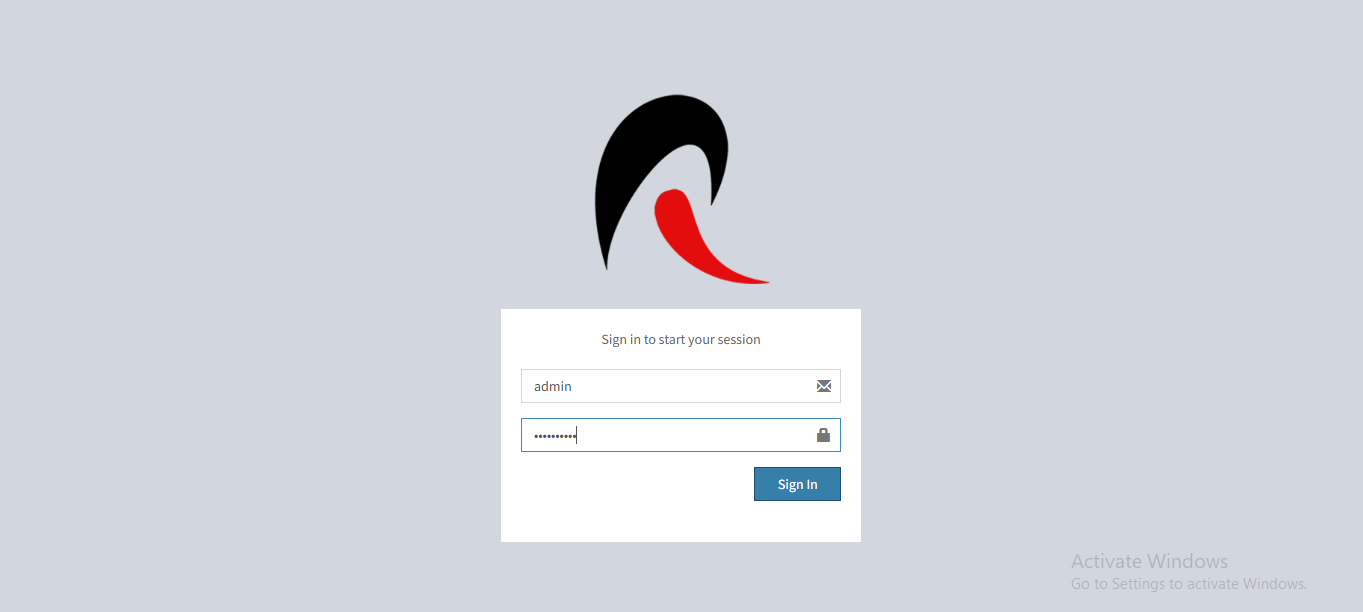 Sign in to start your session
admin
••••••••••
Sign In
Activate Windows
Go to Settings to activate Windows.